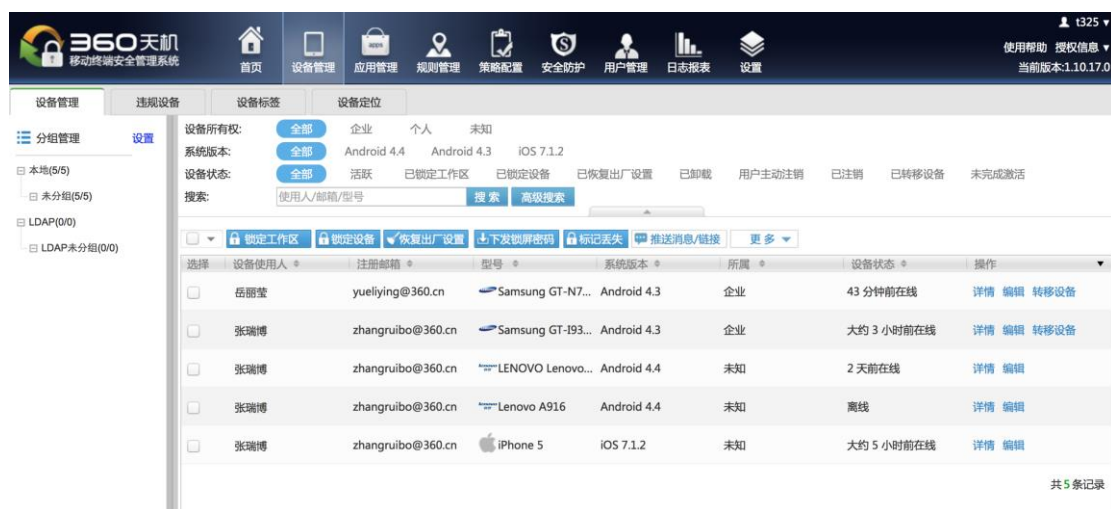 t325
360天机
移动终端安全管理系统
首页 设备管理 应用管理 规则管理 策略配置 安全防护 用户管理 日志报表 设置
使用帮助 授权信息
当前版本:1.10.17.0
设备管理 违规设备 设备标签 设备定位
分组管理 设置
本地(5/5)
未分组(5/5)
LDAP(0/0)
LDAP未分组(0/0)
设备所有权: 全部 企业 个人 未知
系统版本: 全部 Android 4.4 Android 4.3 iOS 7.1.2
设备状态: 全部 活跃 已锁定工作区 已锁定设备 已恢复出厂设置 已卸载 用户主动注销 已注销 已转移设备 未完成激活
搜索: 使用人/邮箱/型号 搜索 高级搜索
锁定工作区 锁定设备 恢复出厂设置 下发锁屏密码 标记丢失 推送消息/链接 更多
选择 设备使用人 注册邮箱 型号 系统版本 所属 设备状态 操作
岳丽莹 yueliying@360.cn Samsung GT-N7... Android 4.3 企业 43 分钟前在线 详情 编辑 转移设备
张瑞博 zhangruibo@360.cn Samsung GT-I93... Android 4.3 企业 大约 3 小时前在线 详情 编辑 转移设备
张瑞博 zhangruibo@360.cn LENOVO Lenovo... Android 4.4 未知 2 天前在线 详情 编辑
张瑞博 zhangruibo@360.cn Lenovo A916 Android 4.4 未知 离线 详情 编辑
张瑞博 zhangruibo@360.cn iPhone 5 iOS 7.1.2 未知 大约 5 小时前在线 详情 编辑
共5条记录